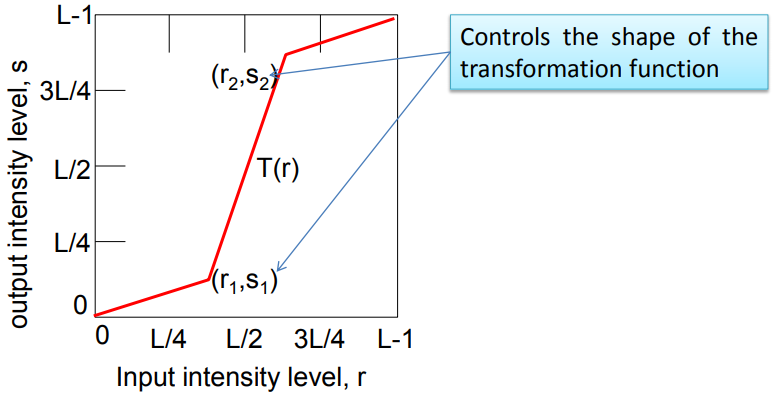 L-1
Controls the shape of the
transformation function
(r₂,s₂)
3L/4
output intensity level, s
L/2
T(r)
L/4
(r₁,s₁)
0
0 L/4 L/2 3L/4 L-1
Input intensity level, r